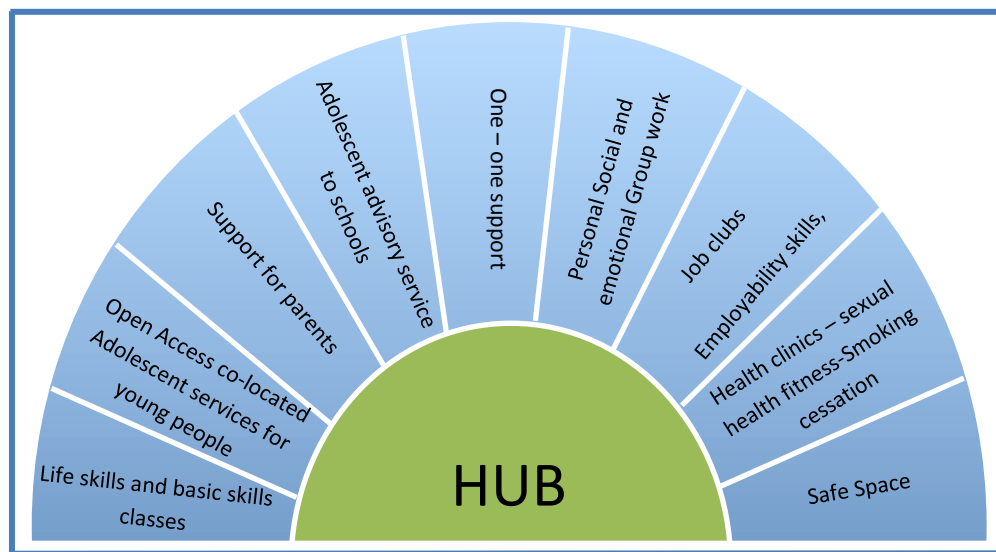 Life skills and basic skills
classes
Open Access co-located
Adolescent services for
young people
Support for parents
Adolescent advisory service
to schools
One – one support
Personal Social and
emotional Group work
Job clubs
Employability skills,
Health clinics – sexual
health fitness-Smoking
cessation
Safe Space
HUB